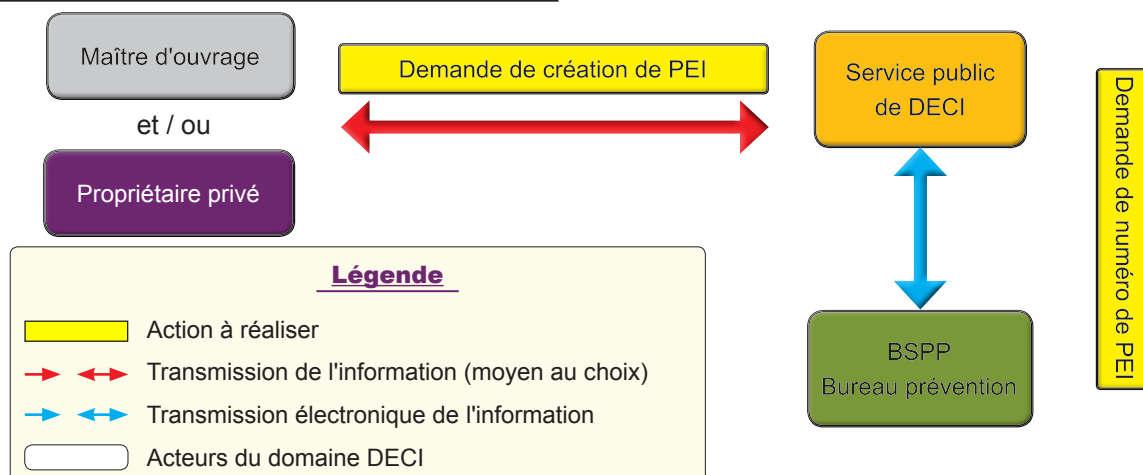 Maître d'ouvrage
et / ou
Propriétaire privé
Demande de création de PEI
Service public
de DECI
Demande de numéro de PEI
BSPP
Bureau prévention
Légende
Action à réaliser
Transmission de l'information (moyen au choix)
Transmission électronique de l'information
Acteurs du domaine DECI